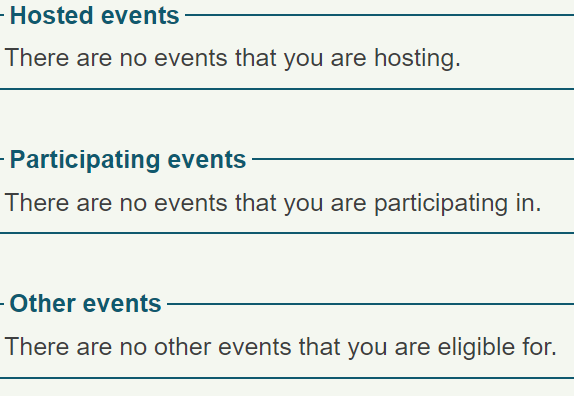 Hosted events
There are no events that you are hosting.
Participating events
There are no events that you are participating in.
Other events
There are no other events that you are eligible for.